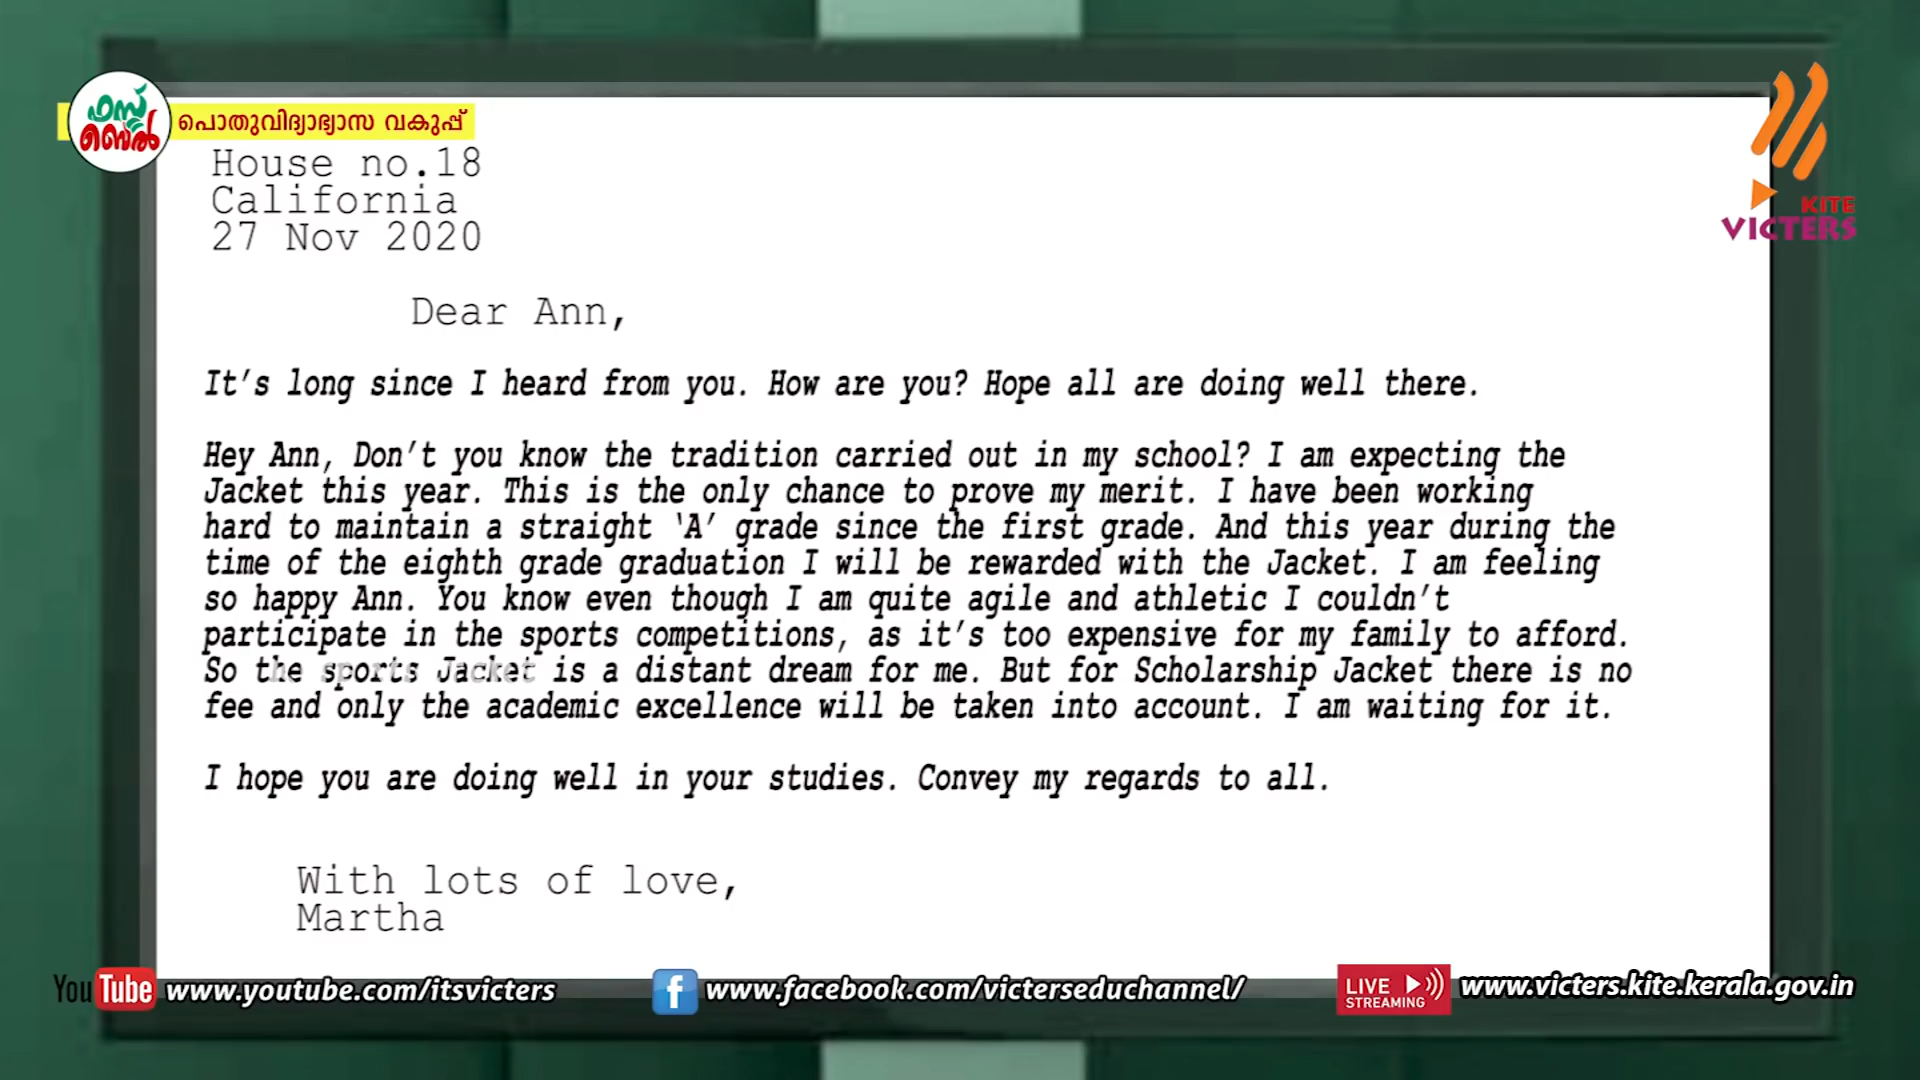 ഫസ്റ്റ് ബെൽ
പൊതുവിദ്യാഭ്യാസ വകുപ്പ്
KITE
VICTERS
House no.18
California
27 Nov 2020
Dear Ann,
It's long since I heard from you. How are you? Hope all are doing well there.
Hey Ann, Don't you know the tradition carried out in my school? I am expecting the
Jacket this year. This is the only chance to prove my merit. I have been working
hard to maintain a straight 'A' grade since the first grade. And this year during the
time of the eighth grade graduation I will be rewarded with the Jacket. I am feeling
so happy Ann. You know even though I am quite agile and athletic I couldn't
participate in the sports competitions, as it's too expensive for my family to afford.
So the sports Jacket is a distant dream for me. But for Scholarship Jacket there is no
fee and only the academic excellence will be taken into account. I am waiting for it.
I hope you are doing well in your studies. Convey my regards to all.
With lots of love,
Martha
YouTube www.youtube.com/itsvicters
f www.facebook.com/victerseduchannel/
LIVE STREAMING www.victers.kite.kerala.gov.in